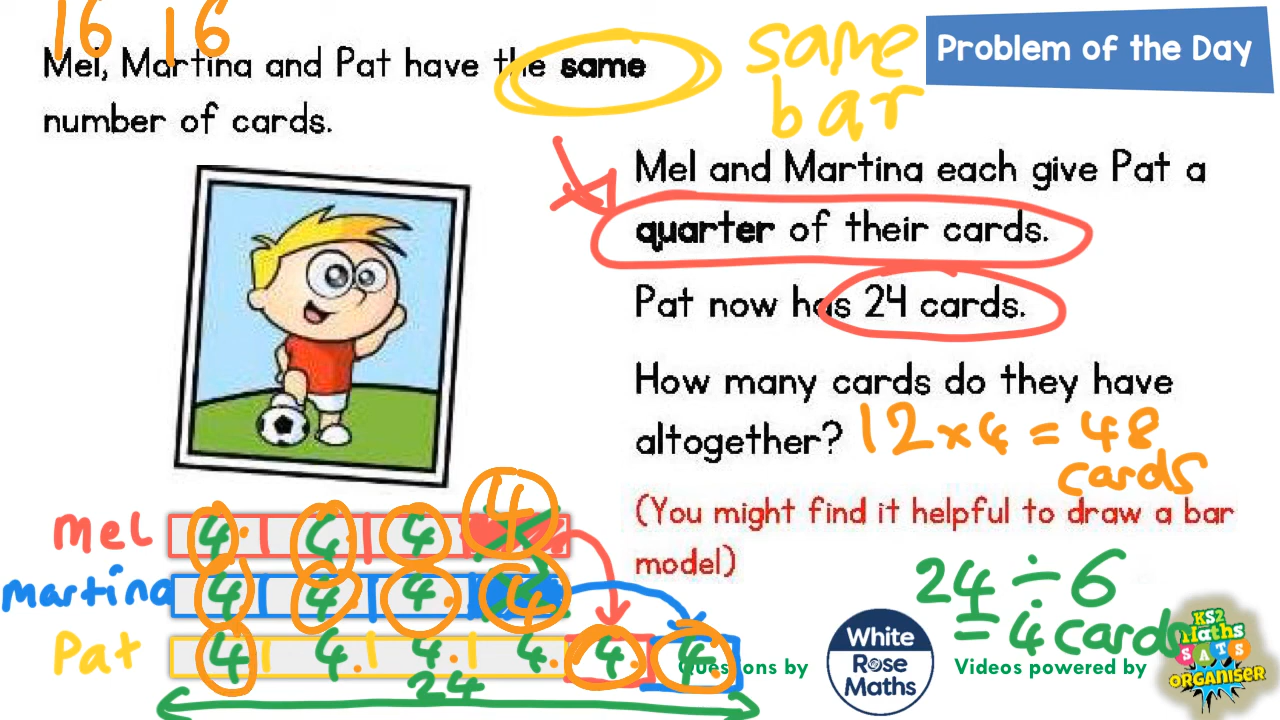 16 16
Mel, Martina and Pat have the same
number of cards.
same
bar
Problem of the Day
Mel and Martina each give Pat a
quarter of their cards.
Pat now has 24 cards.
How many cards do they have
altogether? 12 x 4 = 48
cards
(You might find it helpful to draw a bar
model)
Mel 4 4 4 4
martina 4 4 4 4
Pat 4 4 4 4 4 4
24
24 ÷ 6
= 4 cards
Questions by
White
Rose
Maths
Videos powered by
KS2
Maths
SATS
ORGANISER